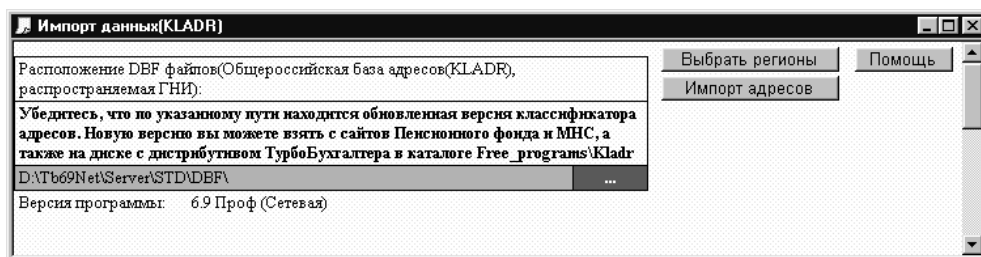 Импорт данных(KLADR)
Выбрать регионы
Помощь
Импорт адресов
Расположение DBF файлов(Общероссийская база адресов(KLADR),
распространяемая ГНИ):
Убедитесь, что по указанному пути находится обновленная версия классификатора
адресов. Новую версию вы можете взять с сайтов Пенсионного фонда и МНС, а
также на диске с дистрибутивом ТурбоБухгалтера в каталоге Free_programs\Kladr
D:\Tb69Net\Server\STD\DBF\ ...
Версия программы: 6.9 Проф (Сетевая)